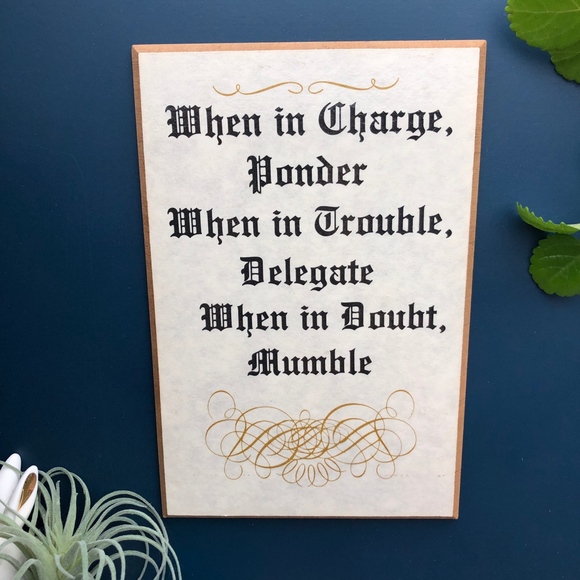 When in Charge,
Ponder
When in Trouble,
Delegate
When in Doubt,
Mumble